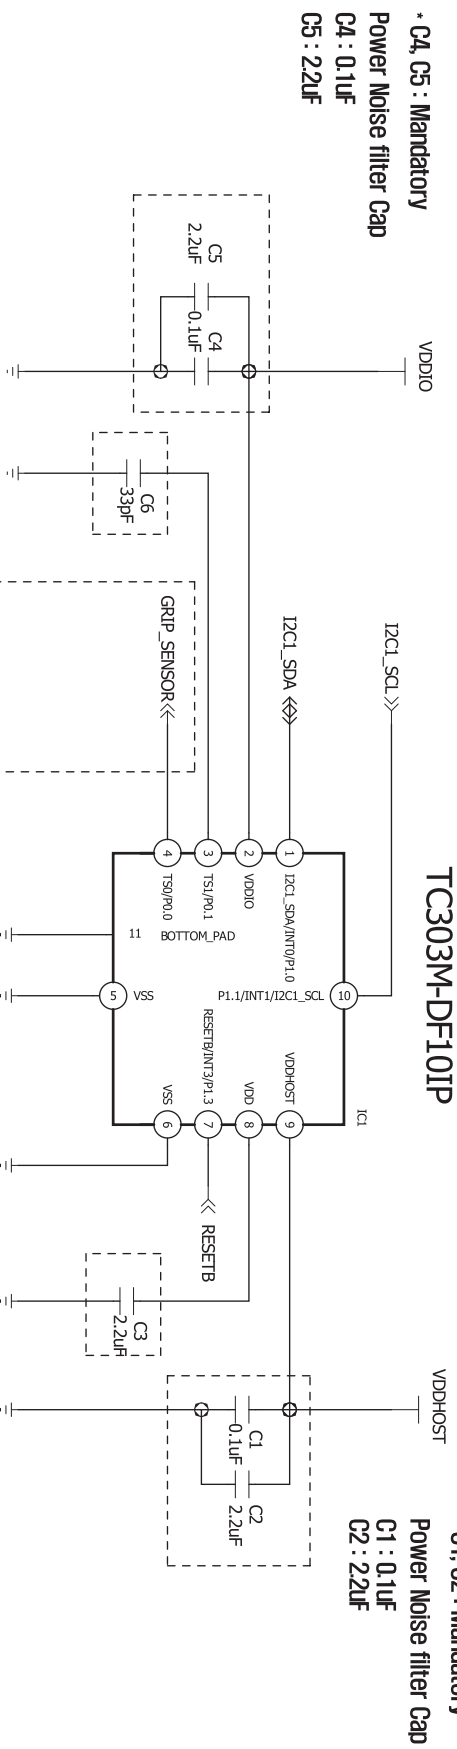 * C4, C5 : Mandatory
Power Noise filter Cap
C4 : 0.1uF
C5 : 2.2uF
VDDIO
C5
2.2uF
C4
0.1uF
C6
33pF
I2C1_SCL
I2C1_SDA
GRIP_SENSOR
TC303M-DF10IP
IC1
1
I2C1_SDA/INT0/P1.0
2
VDDIO
3
TS1/P0.1
4
TS0/P0.0
11
BOTTOM_PAD
5
VSS
P1.1/INT1/I2C1_SCL
10
VDDHOST
9
VDD
8
RESETB/INT3/P1.3
7
VSS
6
RESETB
C3
2.2uF
VDDHOST
C1
0.1uF
C2
2.2uF
C1, C2 : Mandatory
Power Noise filter Cap
C1 : 0.1uF
C2 : 2.2uF